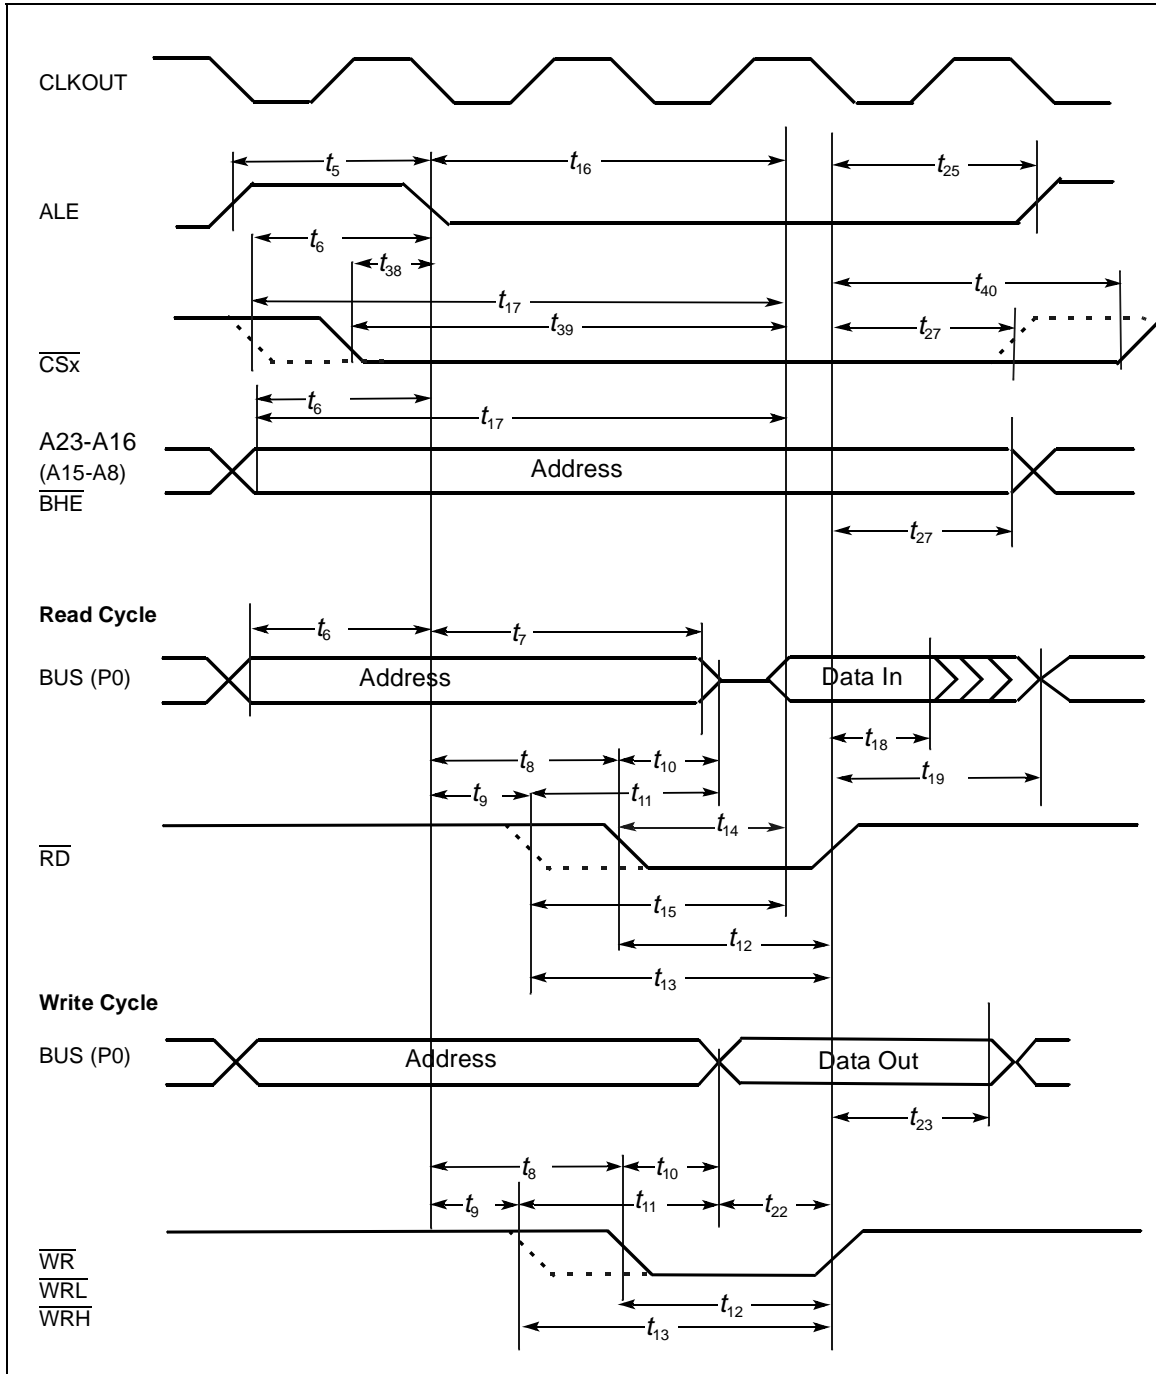 CLKOUT
t5
t16
t25
ALE
t6
t38
t40
t17
t39
t27
CSx
t6
t17
A23-A16
(A15-A8)
Address
BHE
t27
Read Cycle
t6
t7
BUS (P0)
Address
Data In
t18
t8
t10
t19
t9
t11
t14
RD
t15
t12
t13
Write Cycle
BUS (P0)
Address
Data Out
t23
t8
t10
t9
t11
t22
WR
WRL
t12
WRH
t13